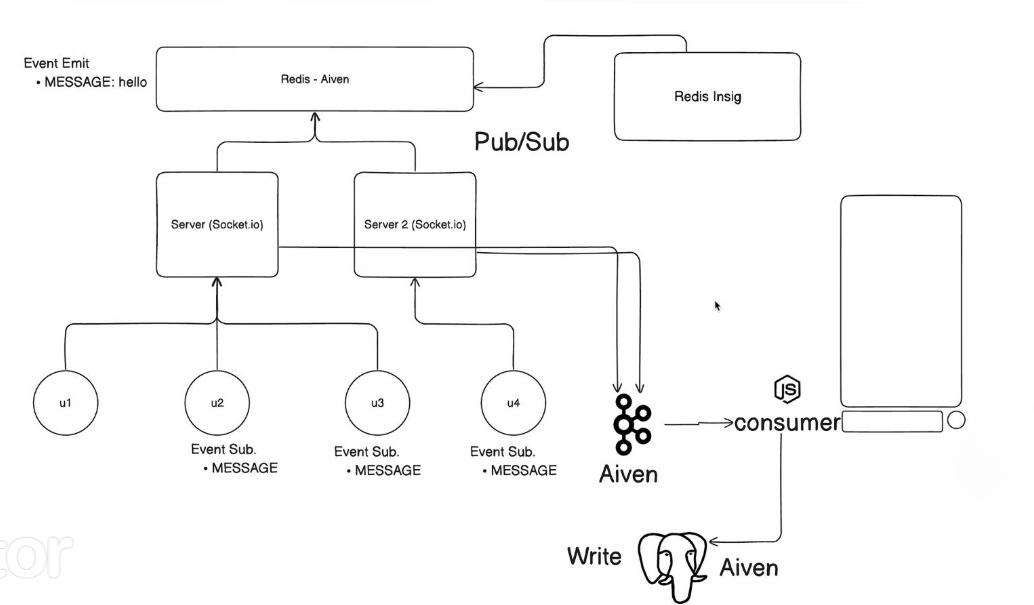 Event Emit
• MESSAGE: hello
Redis - Aiven
Redis Insig
Pub/Sub
Server (Socket.io)
Server 2 (Socket.io)
u1
u2
u3
u4
Event Sub.
• MESSAGE
Event Sub.
• MESSAGE
Event Sub.
• MESSAGE
JS
consumer
Aiven
Write
Aiven
tor